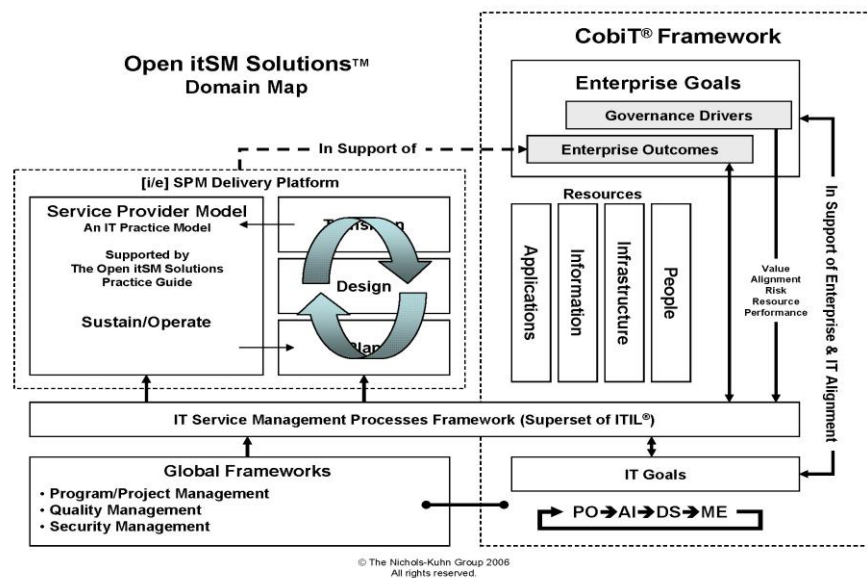 Open itSM Solutions™
Domain Map
In Support of
[i/e] SPM Delivery Platform
Service Provider Model
An IT Practice Model
Supported by
The Open itSM Solutions
Practice Guide
Sustain/Operate
Design
CobiT® Framework
Enterprise Goals
Governance Drivers
Enterprise Outcomes
Resources
Applications
Information
Infrastructure
People
Value
Alignment
Risk
Resource
Performance
In Support of Enterprise & IT Alignment
IT Service Management Processes Framework (Superset of ITIL®)
Global Frameworks
• Program/Project Management
• Quality Management
• Security Management
IT Goals
PO➔AI➔DS➔ME
© The Nichols-Kuhn Group 2006
All rights reserved.